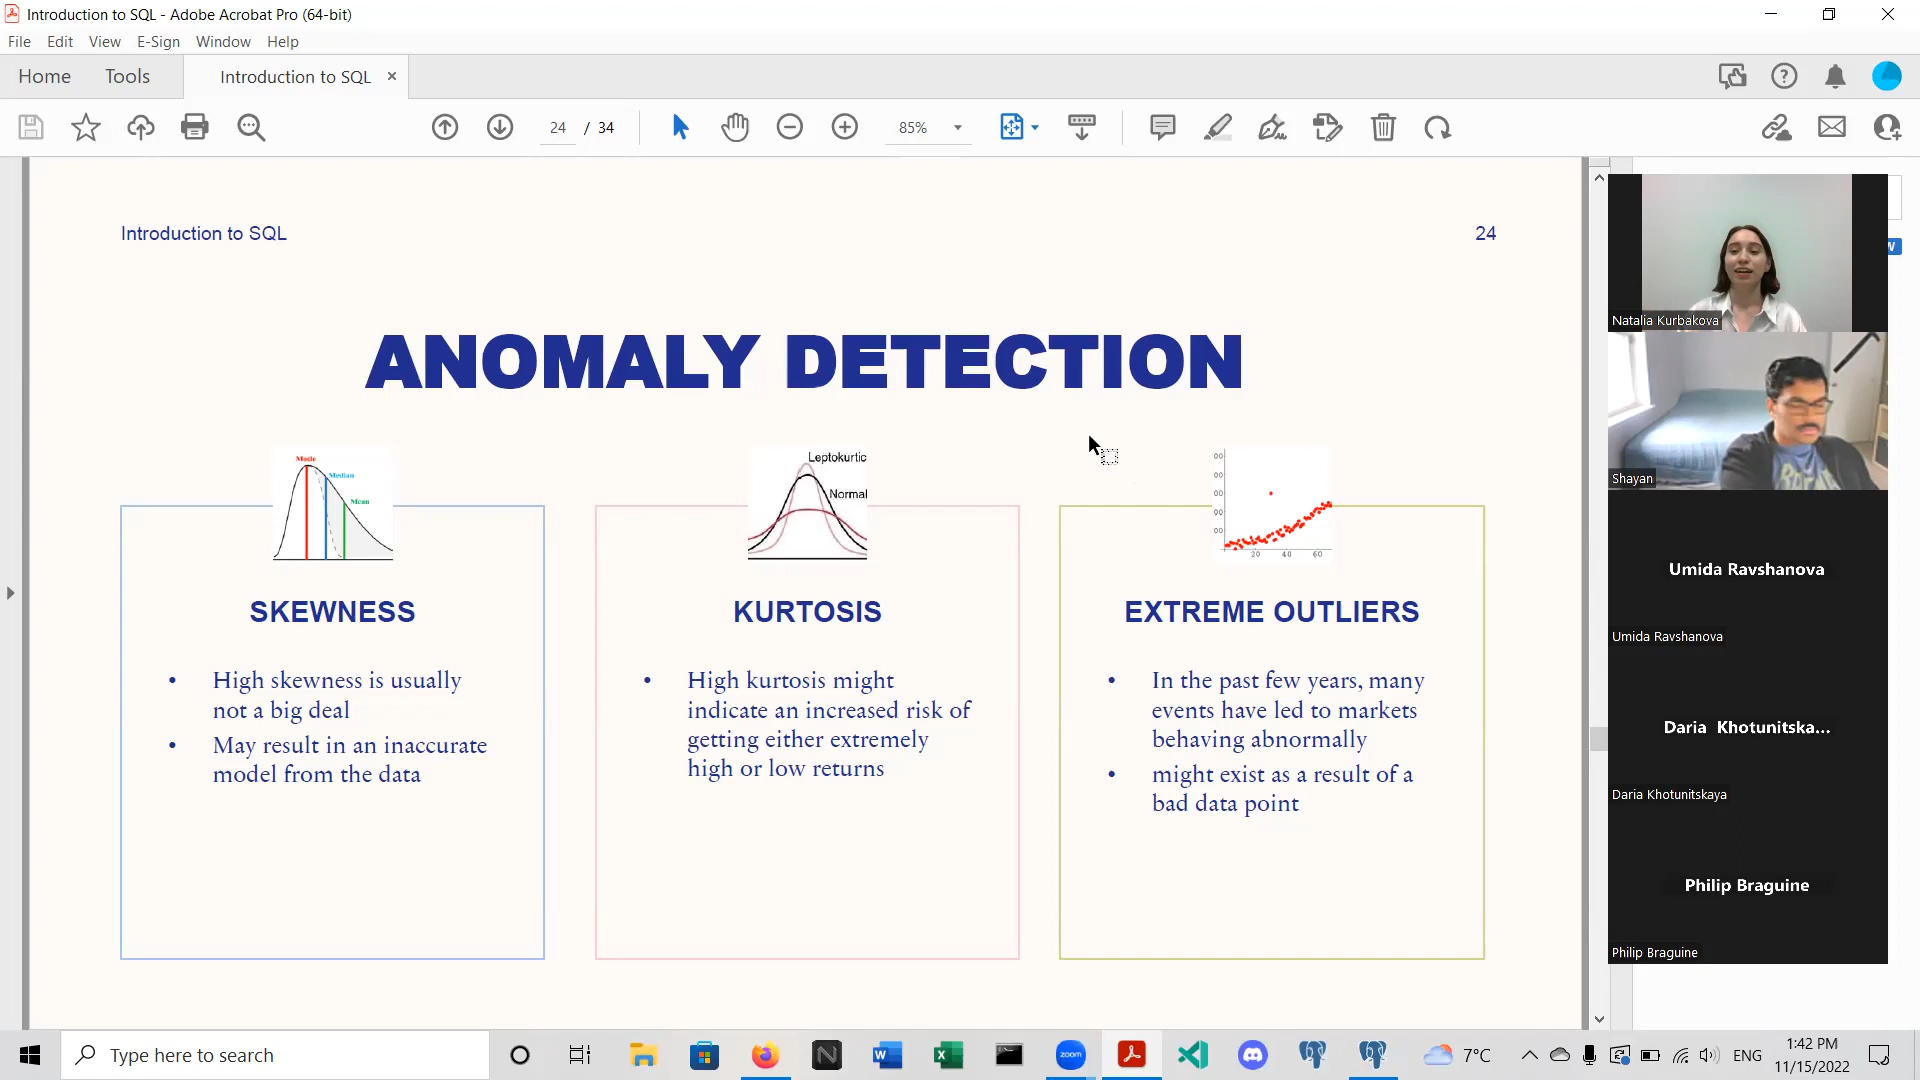 Introduction to SQL - Adobe Acrobat Pro (64-bit)
File Edit View E-Sign Window Help
Home Tools Introduction to SQL
24 / 34 85%
Introduction to SQL 24
ANOMALY DETECTION
Mode
Median
Mean
Leptokurtic
Normal
00
00
00
00
00
20 40 60
SKEWNESS
• High skewness is usually
not a big deal
• May result in an inaccurate
model from the data
KURTOSIS
• High kurtosis might
indicate an increased risk of
getting either extremely
high or low returns
EXTREME OUTLIERS
• In the past few years, many
events have led to markets
behaving abnormally
• might exist as a result of a
bad data point
W
Natalia Kurbakova
Shayan
Umida Ravshanova
Umida Ravshanova
Daria Khotunitska...
Daria Khotunitskaya
Philip Braguine
Philip Braguine
Type here to search
zoom
7°C
ENG
1:42 PM
11/15/2022